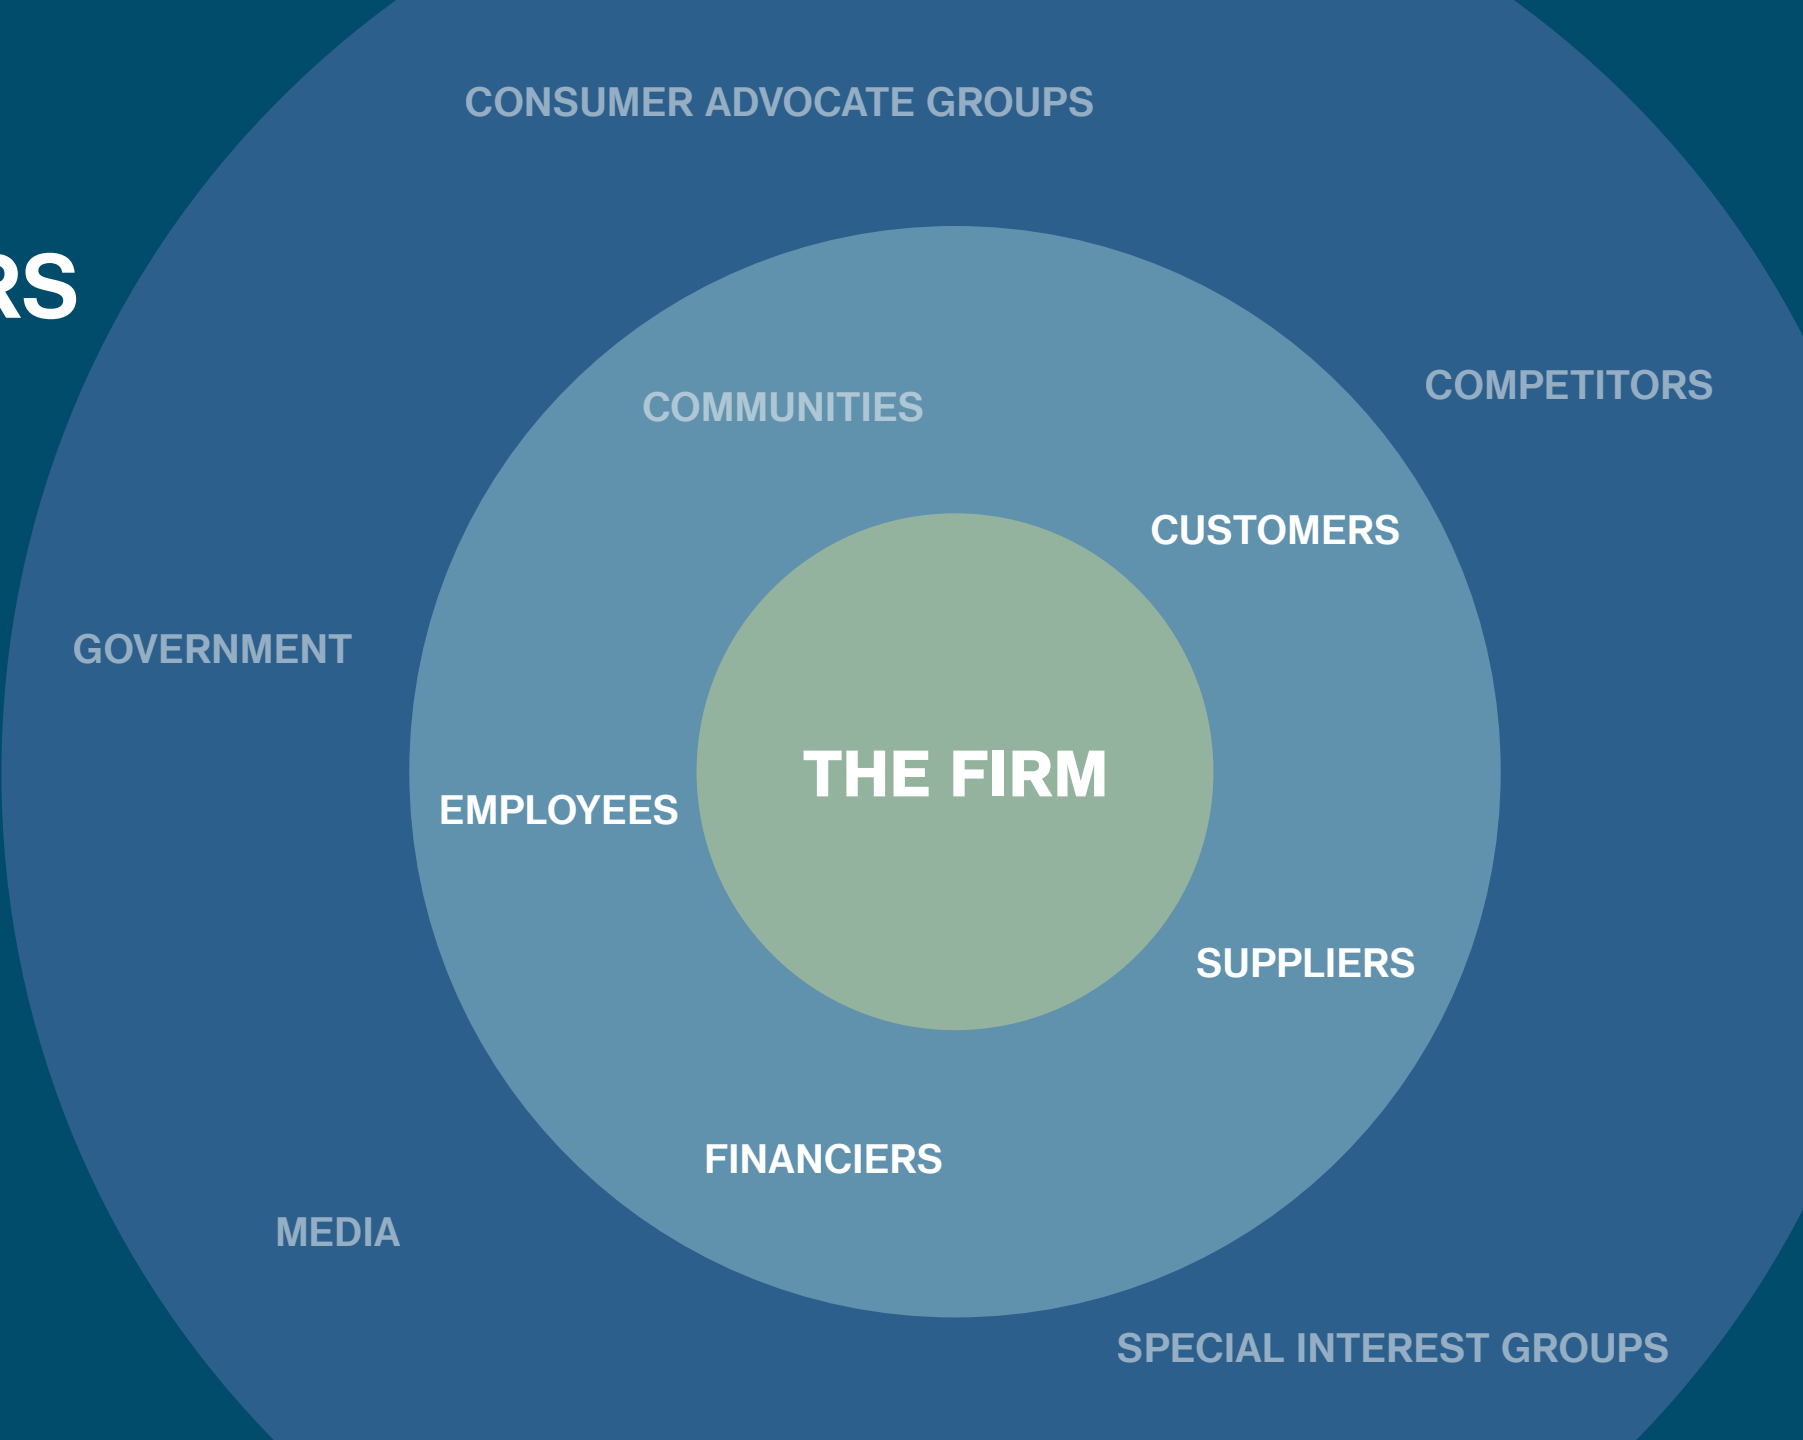 CONSUMER ADVOCATE GROUPS
RS
COMPETITORS
COMMUNITIES
CUSTOMERS
GOVERNMENT
THE FIRM
EMPLOYEES
SUPPLIERS
FINANCIERS
MEDIA
SPECIAL INTEREST GROUPS